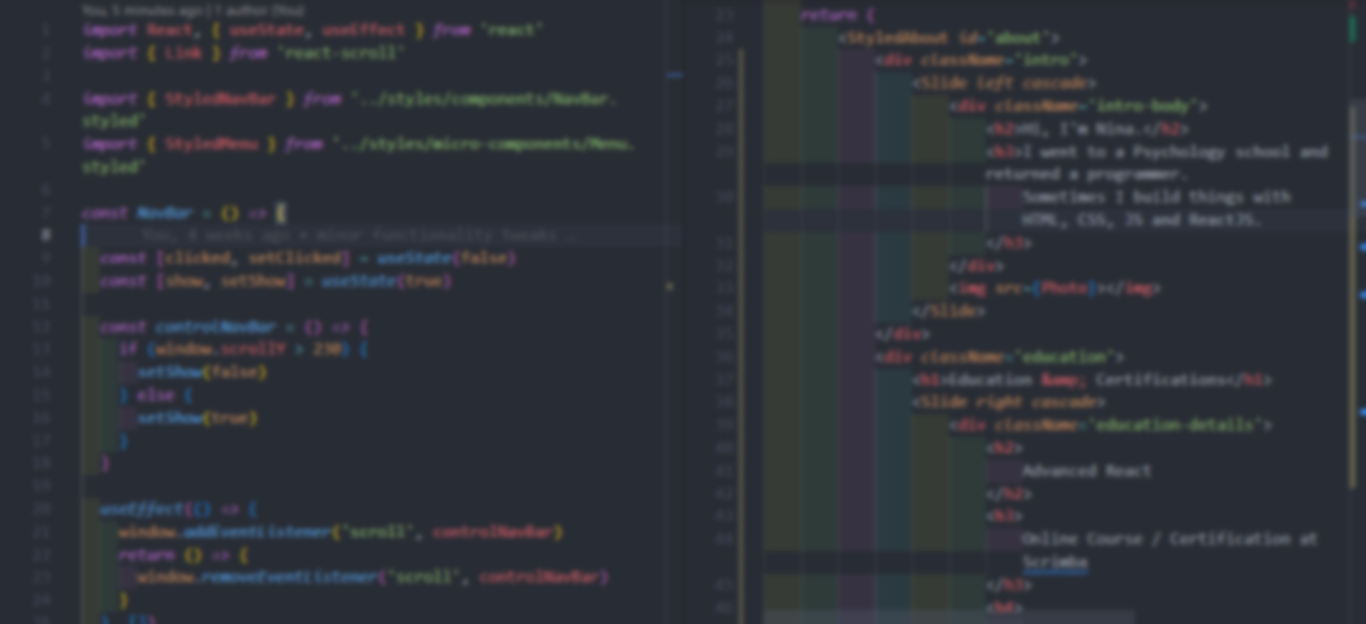 You, 5 minutes ago | 1 author (You)
1 import React, { useState, useEffect } from 'react'
2 import { Link } from 'react-scroll'
3
4 import { StyledNavBar } from '../styles/components/NavBar.
styled'
5 import { StyledMenu } from '../styles/micro-components/Menu.
styled'
6
7 const NavBar = () => {
8 You, 4 weeks ago • minor functionality tweaks …
9 const [clicked, setClicked] = useState(false)
10 const [show, setShow] = useState(true)
11
12 const controlNavBar = () => {
13 if (window.scrollY > 230) {
14 setShow(false)
15 } else {
16 setShow(true)
17 }
18 }
19
20 useEffect(() => {
21 window.addEventListener('scroll', controlNavBar)
22 return () => {
23 window.removeEventListener('scroll', controlNavBar)
24 }
}, [])
23 return (
24 <StyledAbout id='about'>
25 <div className='intro'>
26 <Slide left cascade>
27 <div className='intro-body'>
28 <h2>Hi, I'm Nina.</h2>
29 <h3>I went to a Psychology school and
returned a programmer.
30 Sometimes I build things with
HTML, CSS, JS and ReactJS.
31 </h3>
32 </div>
33 <img src={Photo}></img>
34 </Slide>
35 </div>
36 <div className='education'>
37 <h1>Education &amp; Certifications</h1>
38 <Slide right cascade>
39 <div className='education-details'>
40 <h2>
41 Advanced React
42 </h2>
43 <h3>
44 Online Course / Certification at
Scrimba
45 </h3>
46 <h4>